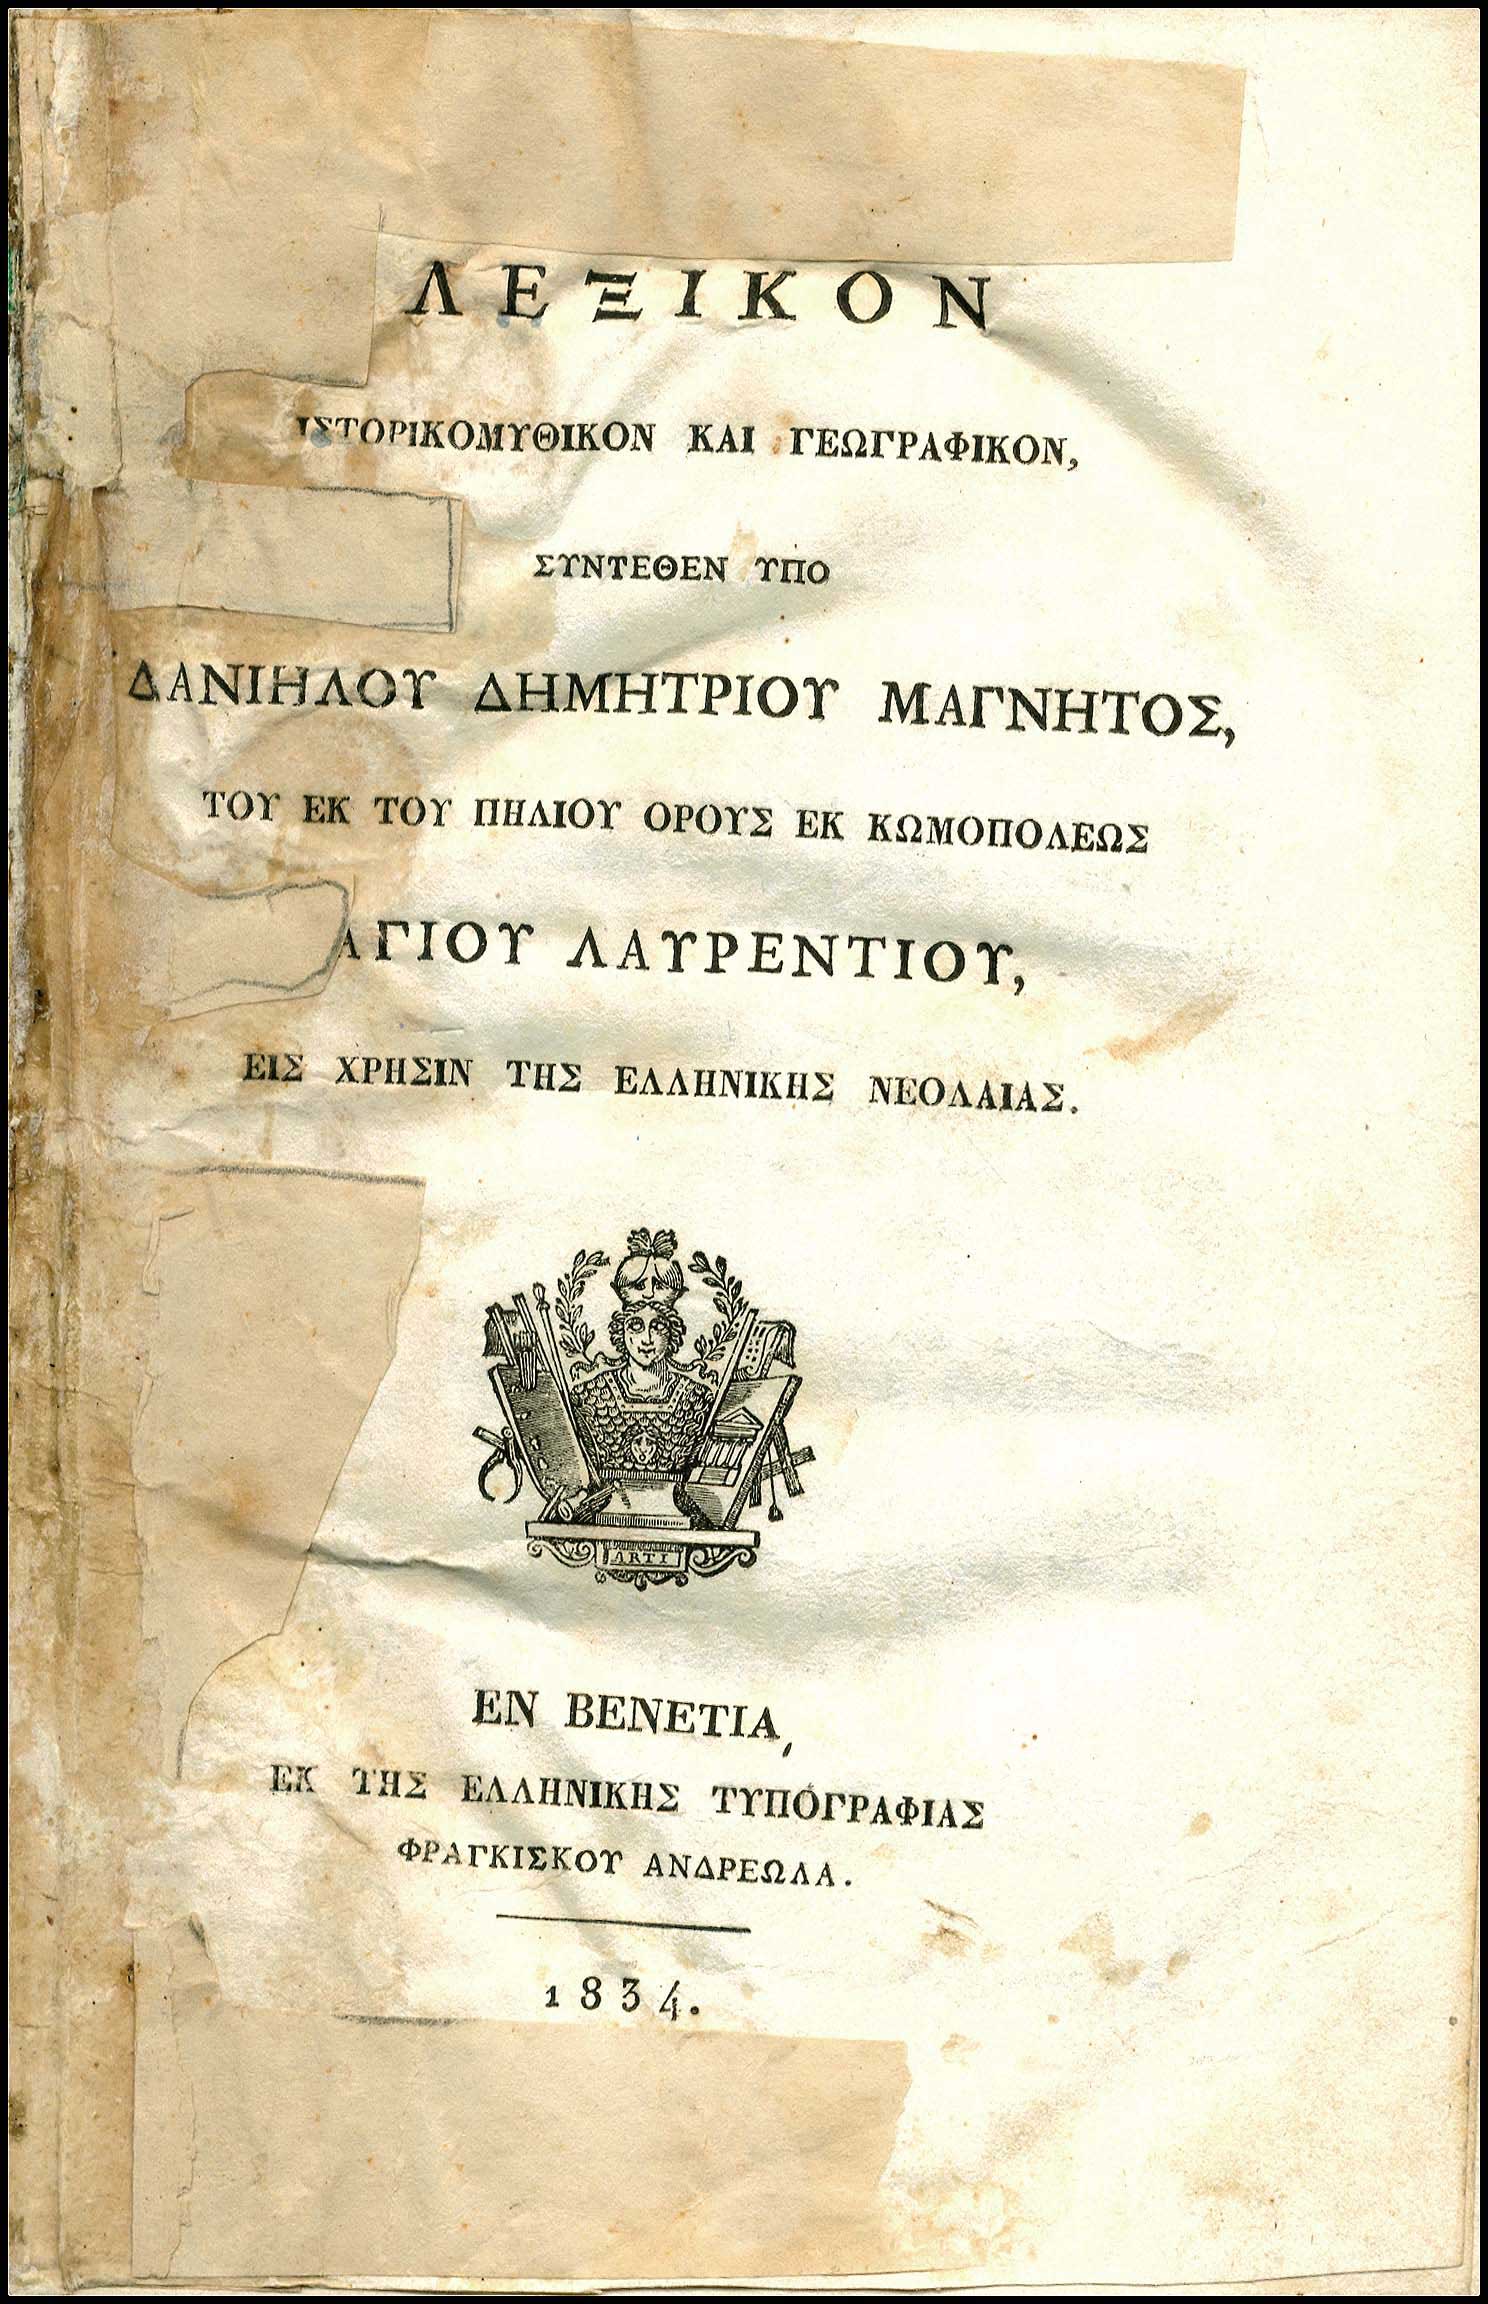 ΛΕΞΙΚΟΝ
ΙΣΤΟΡΙΚΟΜΥΘΙΚΟΝ ΚΑΙ ΓΕΩΓΡΑΦΙΚΟΝ,
ΣΥΝΤΕΘΕΝ ΥΠΟ
ΔΑΝΙΗΛΟΥ ΔΗΜΗΤΡΙΟΥ ΜΑΓΝΗΤΟΣ,
ΤΟΥ ΕΚ ΤΟΥ ΠΗΛΙΟΥ ΟΡΟΥΣ ΕΚ ΚΩΜΟΠΟΛΕΩΣ
ΑΓΙΟΥ ΛΑΥΡΕΝΤΙΟΥ,
ΕΙΣ ΧΡΗΣΙΝ ΤΗΣ ΕΛΛΗΝΙΚΗΣ ΝΕΟΛΑΙΑΣ.
ARTI
ΕΝ ΒΕΝΕΤΙΑ,
ΕΚ ΤΗΣ ΕΛΛΗΝΙΚΗΣ ΤΥΠΟΓΡΑΦΙΑΣ
ΦΡΑΓΚΙΣΚΟΥ ΑΝΔΡΕΩΛΑ.
1834.